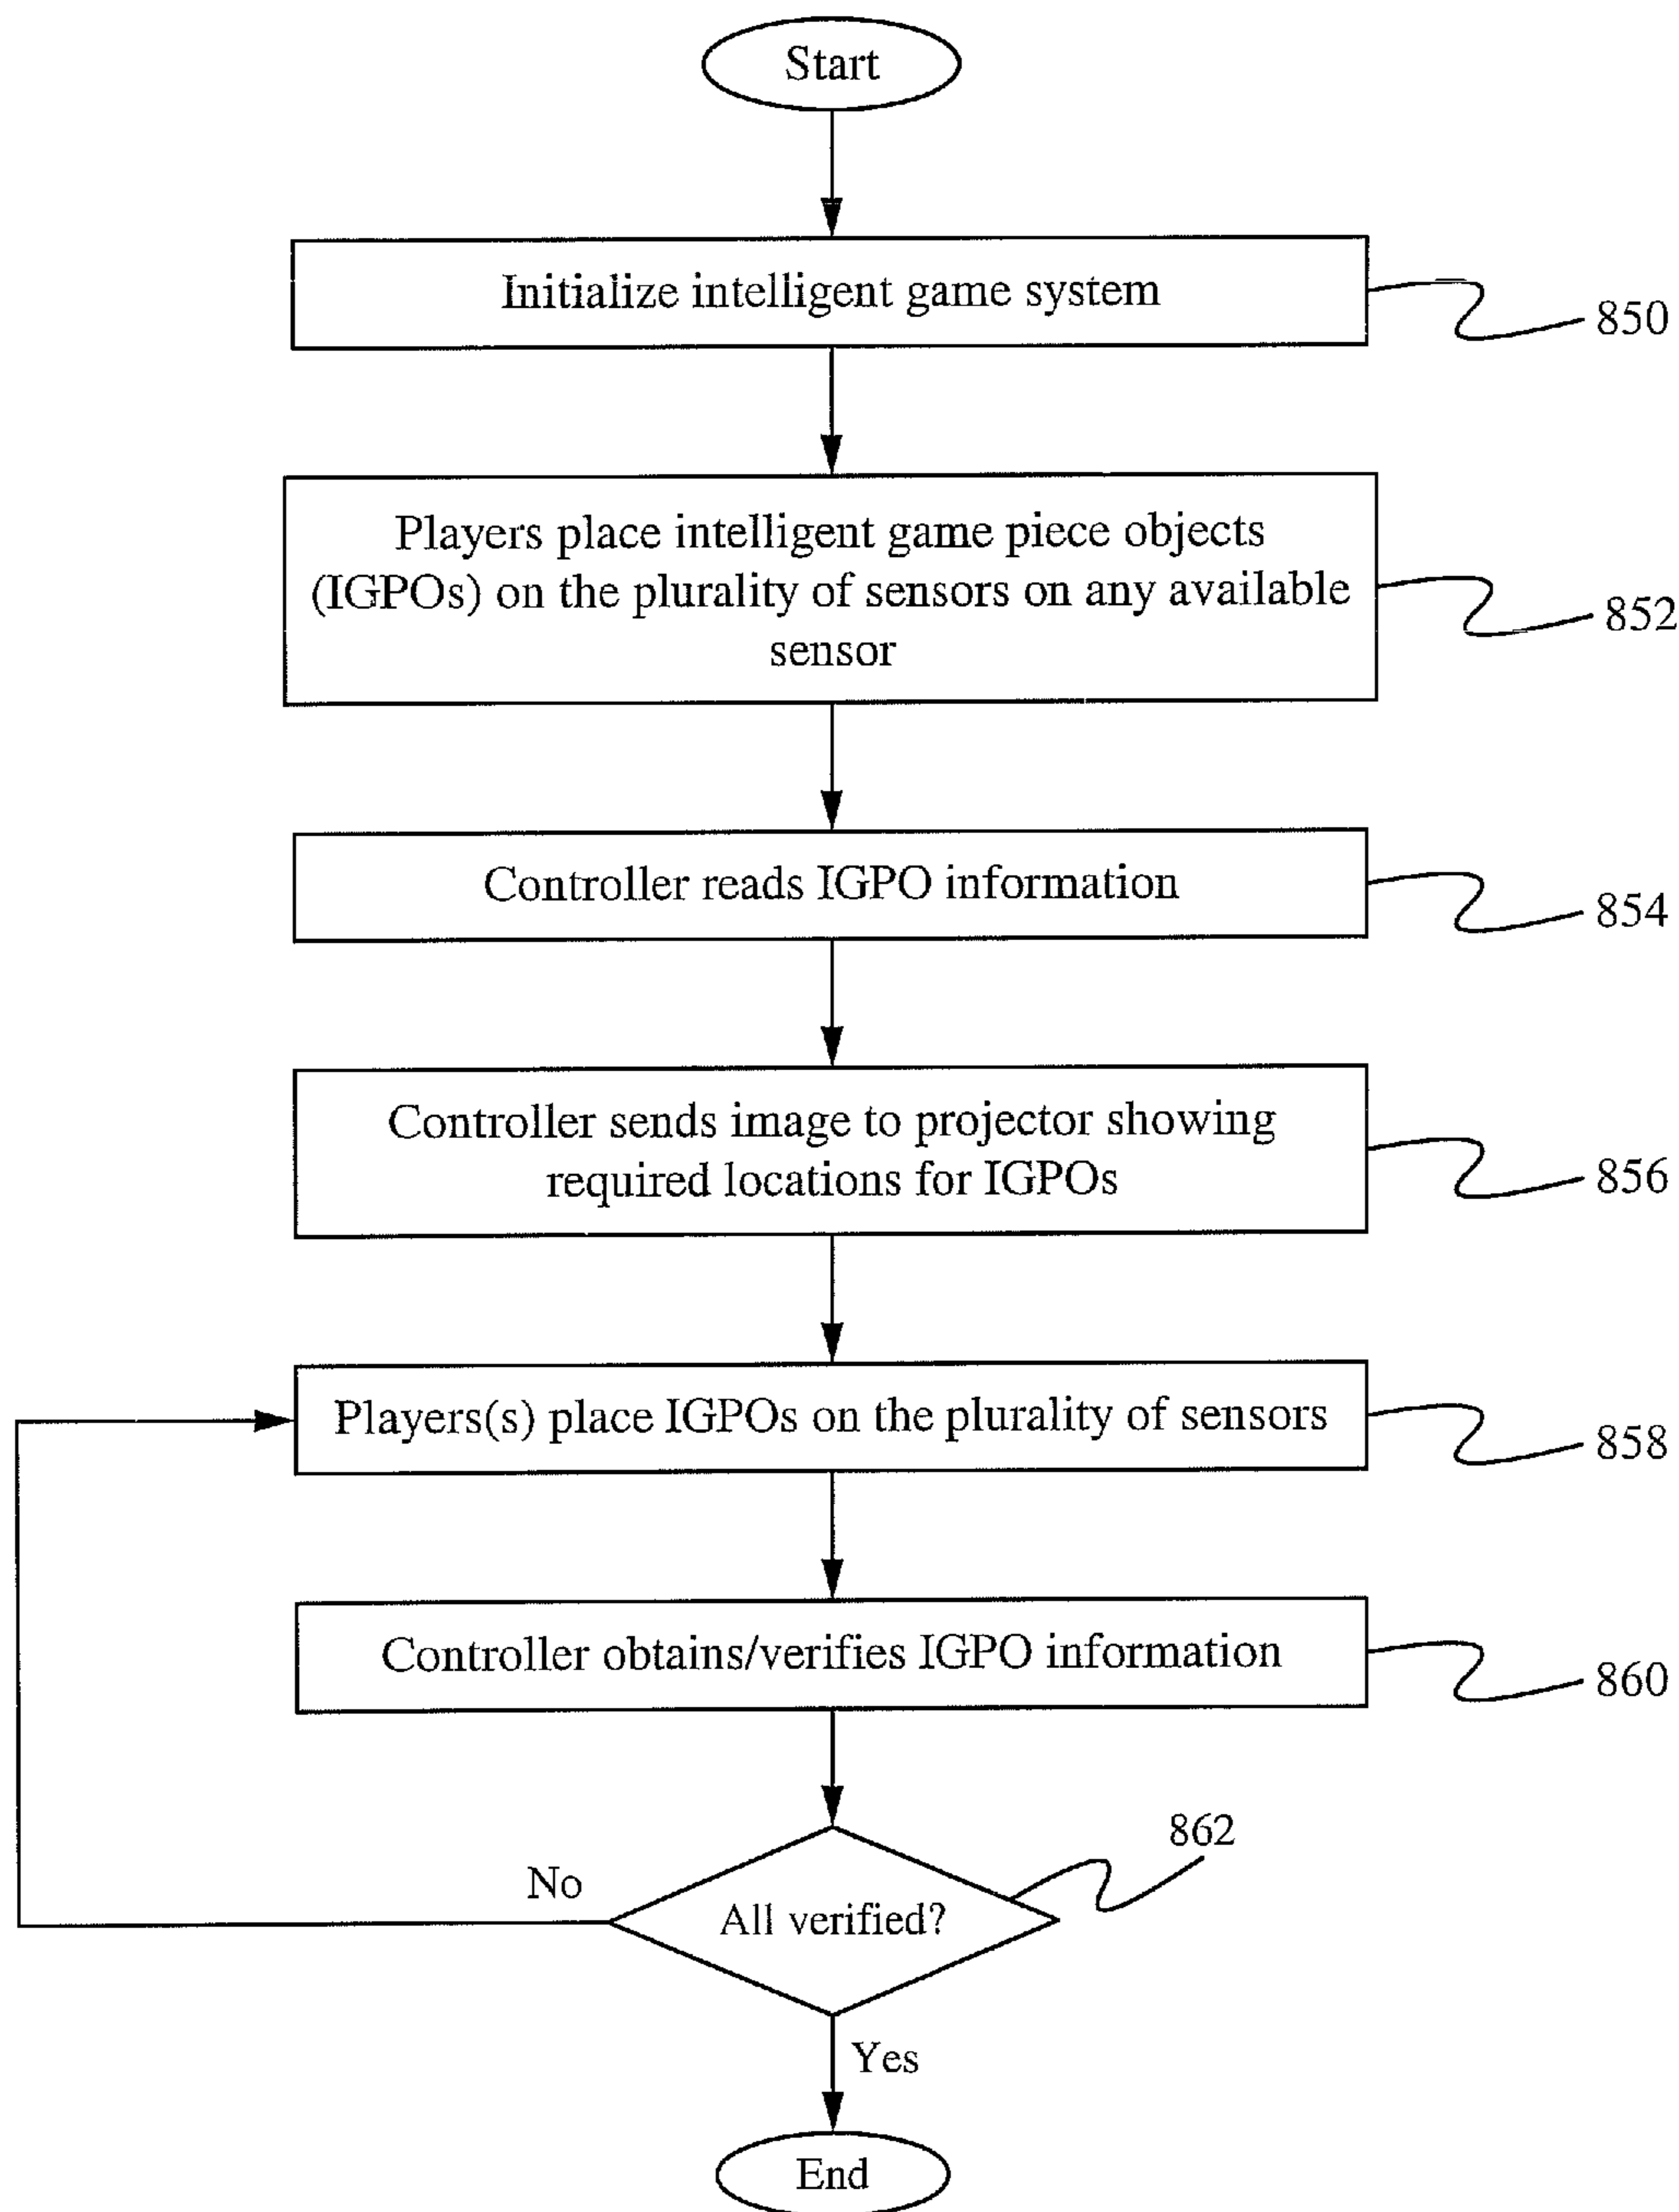 Start
Initialize intelligent game system
850
Players place intelligent game piece objects
(IGPOs) on the plurality of sensors on any available
sensor
852
Controller reads IGPO information
854
Controller sends image to projector showing
required locations for IGPOs
856
Players(s) place IGPOs on the plurality of sensors
858
Controller obtains/verifies IGPO information
860
862
No
All verified?
Yes
End